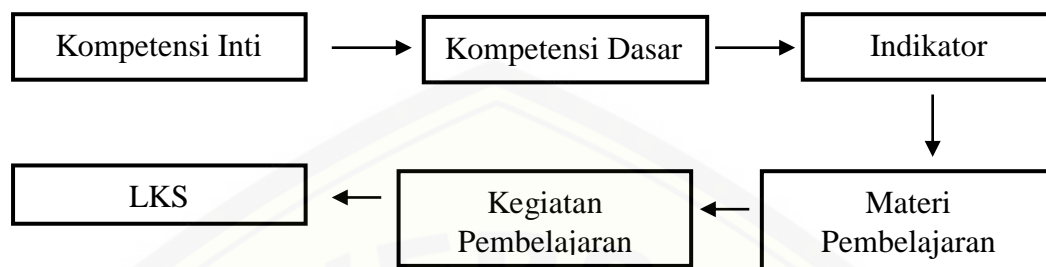 Kompetensi Inti
Kompetensi Dasar
Indikator
Materi
Pembelajaran
Kegiatan
Pembelajaran
LKS